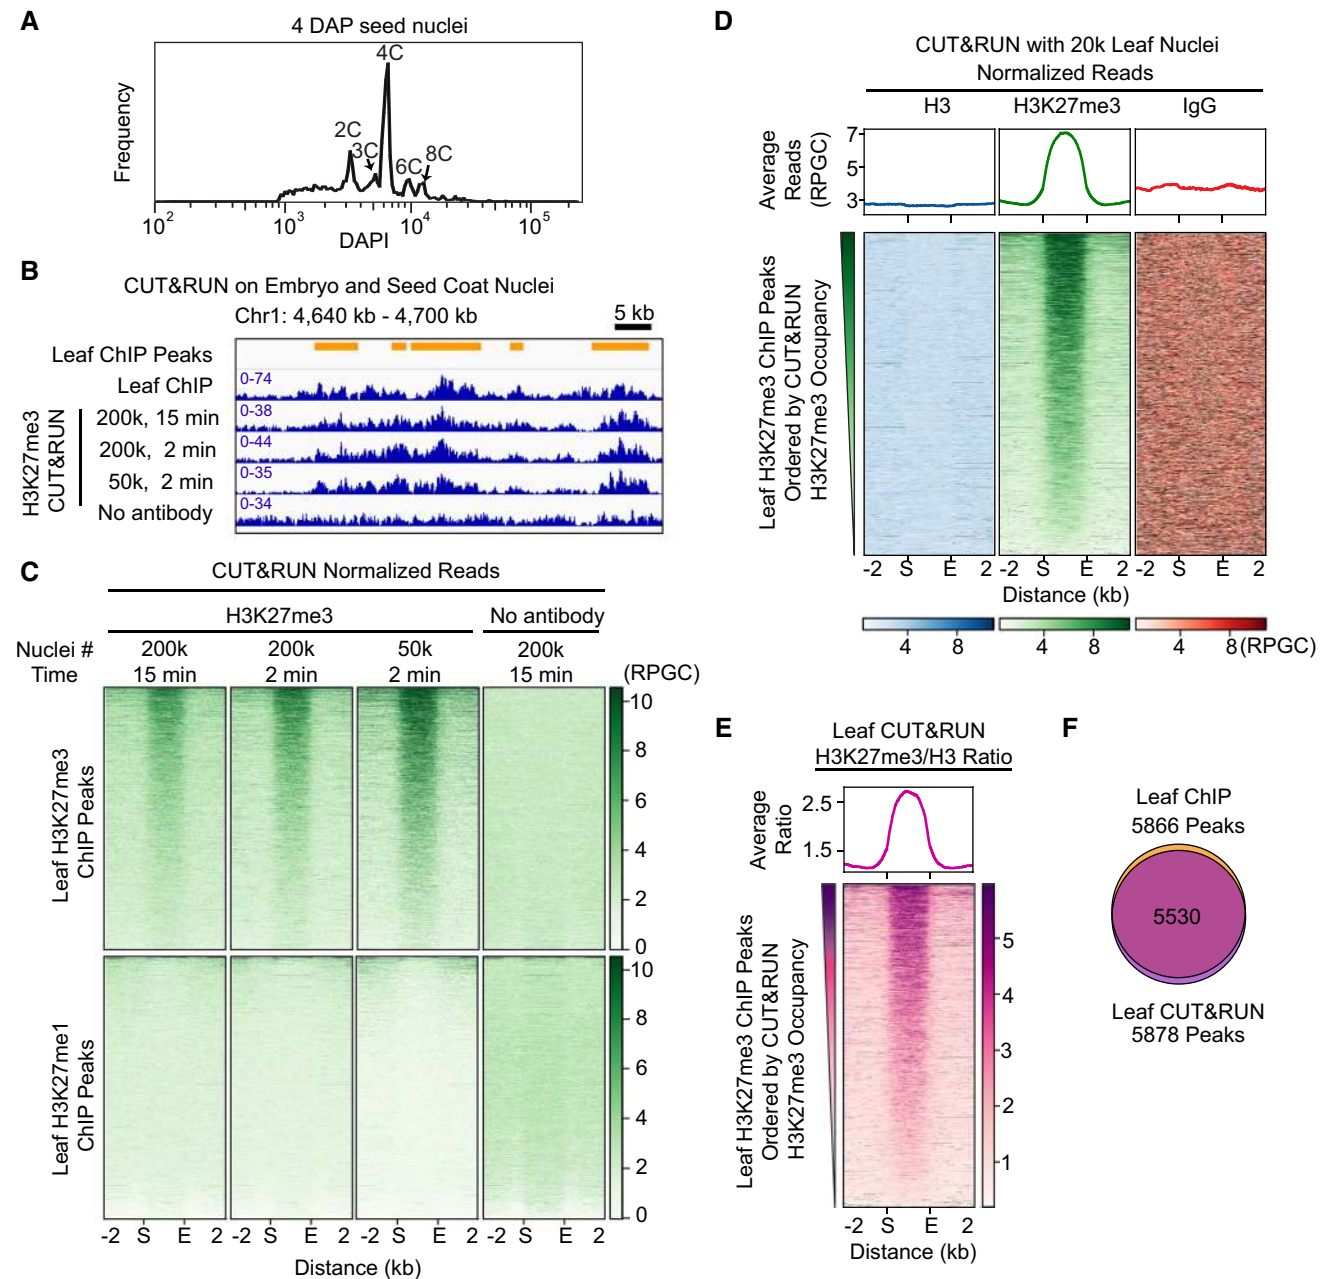 A
4 DAP seed nuclei
Frequency
2C
3C
4C
6C
8C
10^2
10^3
10^4
10^5
DAPI
B
CUT&RUN on Embryo and Seed Coat Nuclei
Chr1: 4,640 kb - 4,700 kb
5 kb
Leaf ChIP Peaks
Leaf ChIP
0-74
H3K27me3
CUT&RUN
200k, 15 min
0-38
200k, 2 min
0-44
50k, 2 min
0-35
No antibody
0-34
C
CUT&RUN Normalized Reads
H3K27me3
No antibody
Nuclei #
200k
200k
50k
200k
Time
15 min
2 min
2 min
15 min
(RPGC)
Leaf H3K27me3
ChIP Peaks
10
8
6
4
2
0
Leaf H3K27me1
ChIP Peaks
10
8
6
4
2
0
-2 S E 2
-2 S E 2
-2 S E 2
-2 S E 2
Distance (kb)
D
CUT&RUN with 20k Leaf Nuclei
Normalized Reads
H3
H3K27me3
IgG
Average
Reads
(RPGC)
7
5
3
Leaf H3K27me3 ChIP Peaks
Ordered by CUT&RUN
H3K27me3 Occupancy
-2 S E 2
-2 S E 2
-2 S E 2
Distance (kb)
4 8
4 8
4 8
(RPGC)
E
Leaf CUT&RUN
H3K27me3/H3 Ratio
Average
Ratio
2.5
1.5
Leaf H3K27me3 ChIP Peaks
Ordered by CUT&RUN
H3K27me3 Occupancy
5
4
3
2
1
-2 S E 2
Distance (kb)
F
Leaf ChIP
5866 Peaks
5530
Leaf CUT&RUN
5878 Peaks